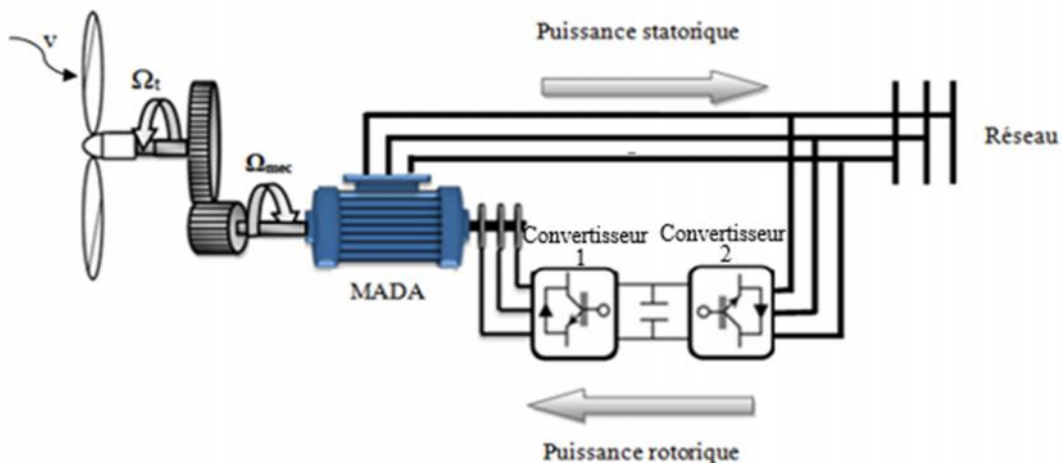 Puissance statorique
v
Ωt
Réseau
Ωmec
Convertisseur
1
Convertisseur
2
MADA
Puissance rotorique